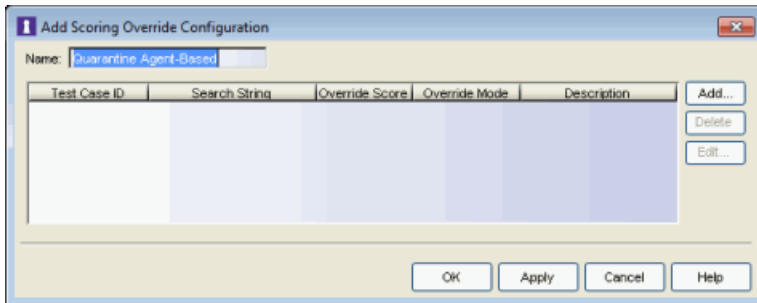 Add Scoring Override Configuration
Name: Quarantine Agent-Based
Test Case ID Search String Override Score Override Mode Description
Add...
Delete
Edit...
OK Apply Cancel Help